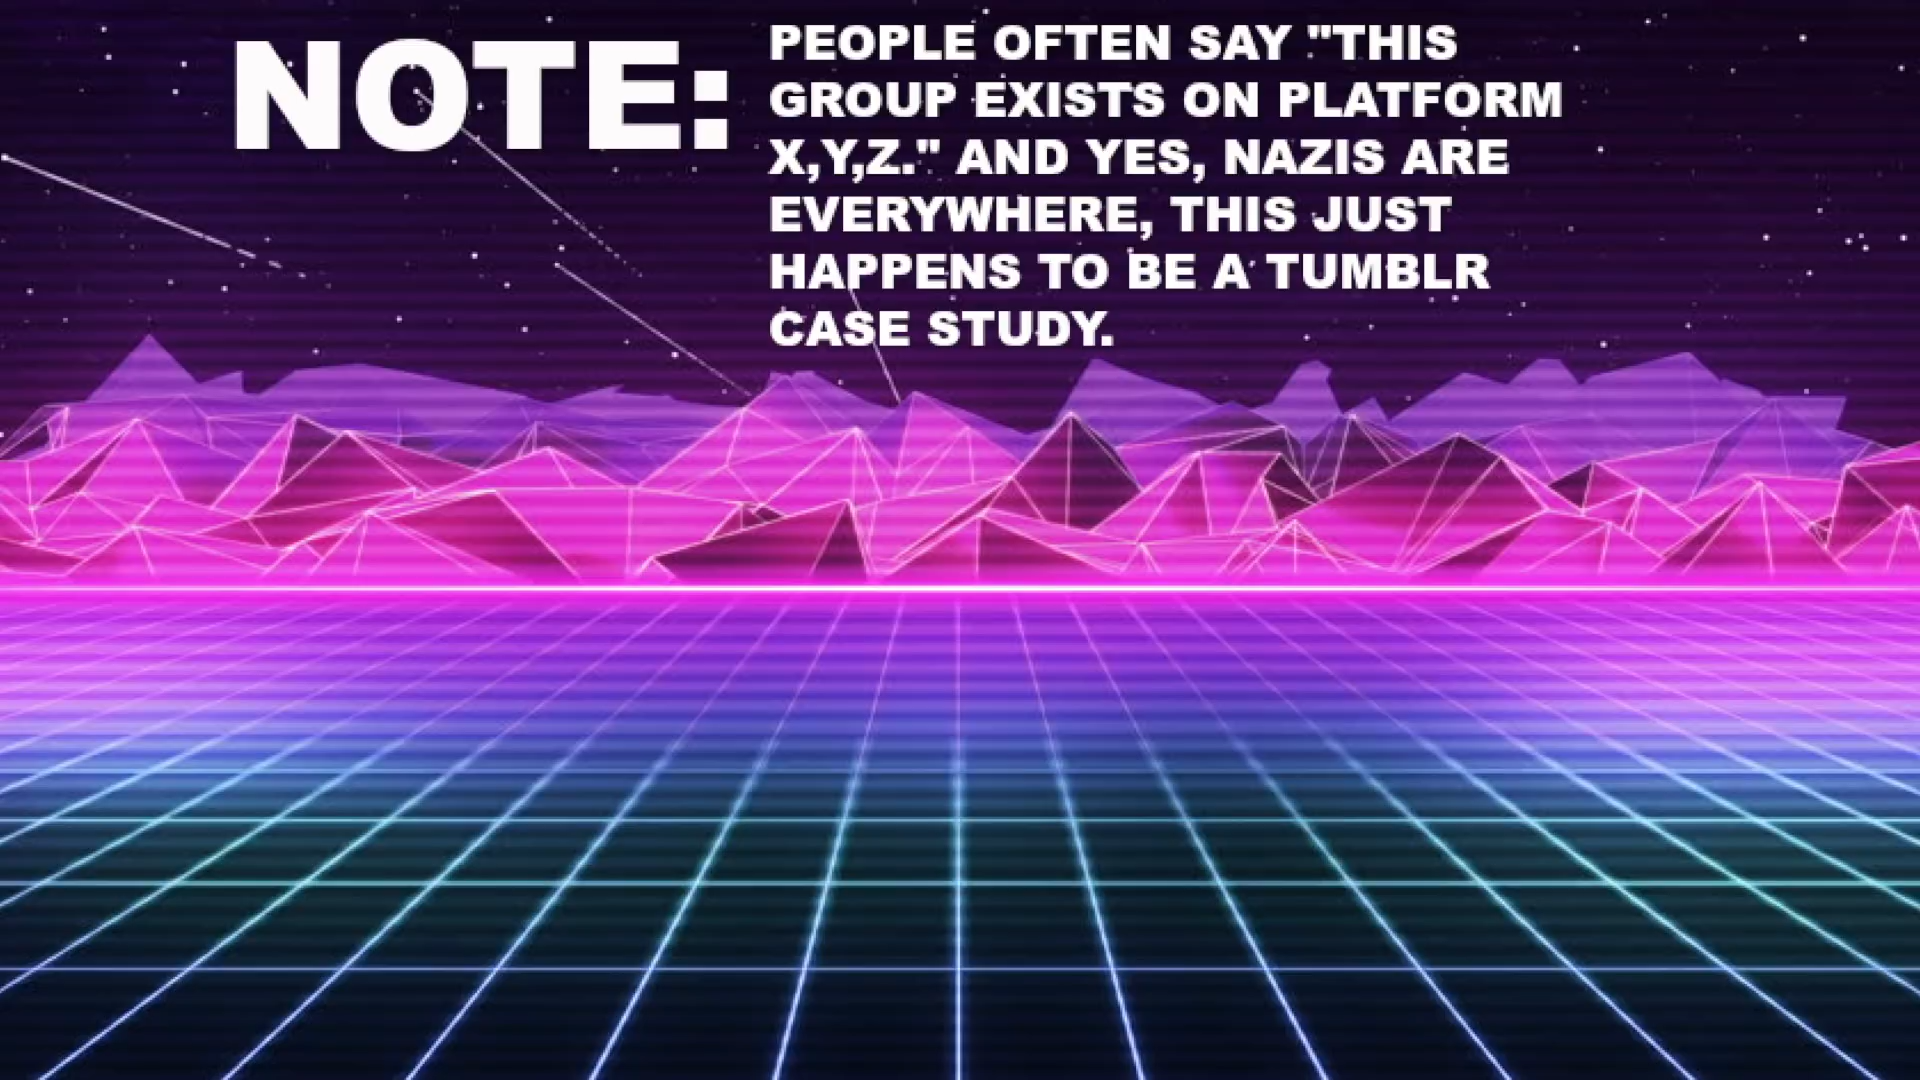 NOTE:
PEOPLE OFTEN SAY "THIS
GROUP EXISTS ON PLATFORM
X,Y,Z." AND YES, NAZIS ARE
EVERYWHERE, THIS JUST
HAPPENS TO BE A TUMBLR
CASE STUDY.